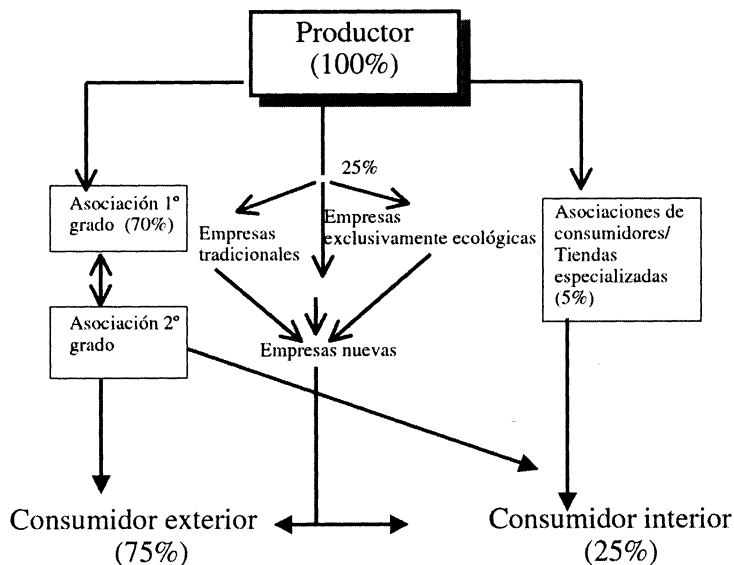 Productor
(100%)
25%
Asociación 1º
grado (70%)
Empresas
tradicionales
Empresas
exclusivamente ecológicas
Asociaciones de
consumidores/
Tiendas
especializadas
(5%)
Asociación 2º
grado
Empresas nuevas
Consumidor exterior
(75%)
Consumidor interior
(25%)